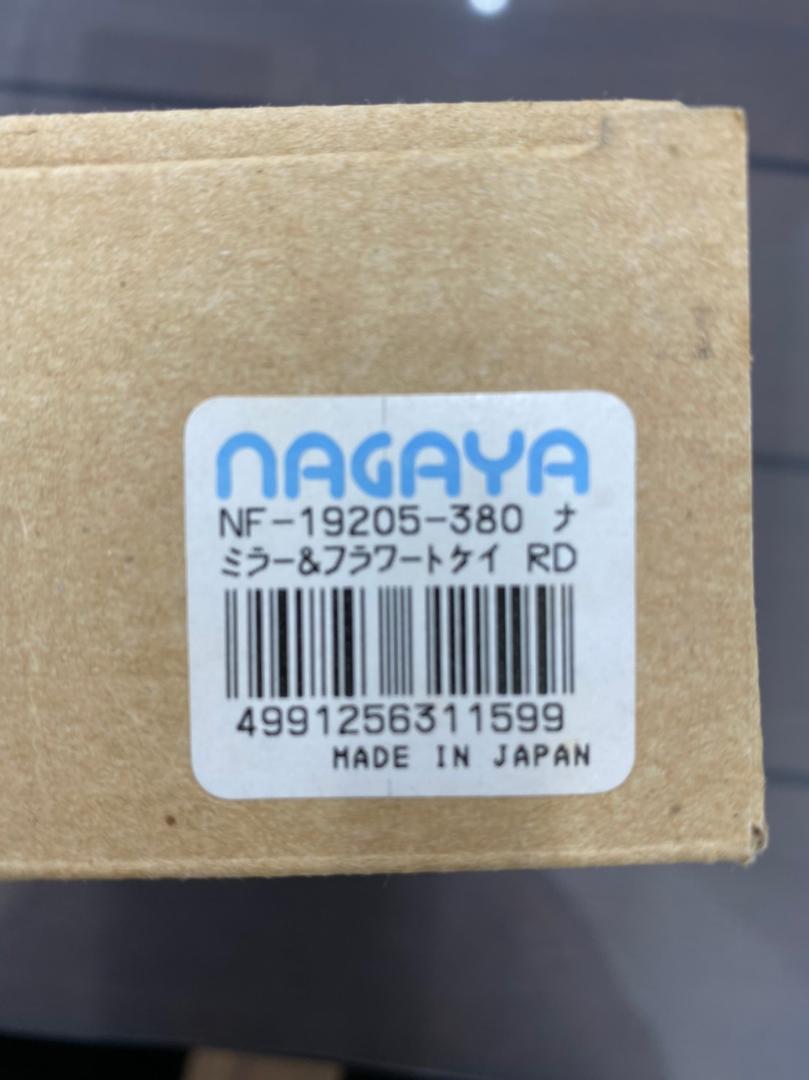 NAGAYA
NF-19205-380 ナ
ミラー&フラワートケイ RD
4991256311599
MADE IN JAPAN